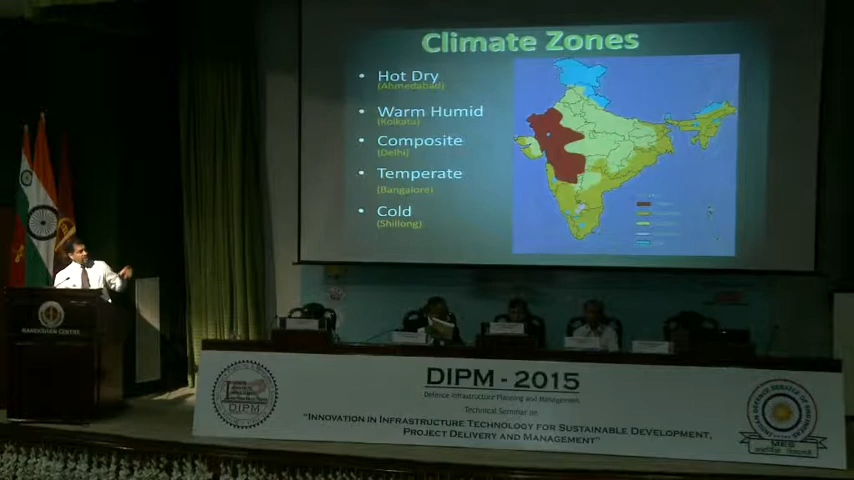 Climate Zones
• Hot Dry
(Ahmedabad)
• Warm Humid
(Kolkata)
• Composite
(Delhi)
• Temperate
(Bangalore)
• Cold
(Shillong)
MANEKSHAW CENTRE
DIPM
DIPM - 2015
Defence Infrastructure Planning and Management
Technical Seminar on
"Innovation in Infrastructure Technology for Sustainable Development,
Project Delivery and Management"
MES